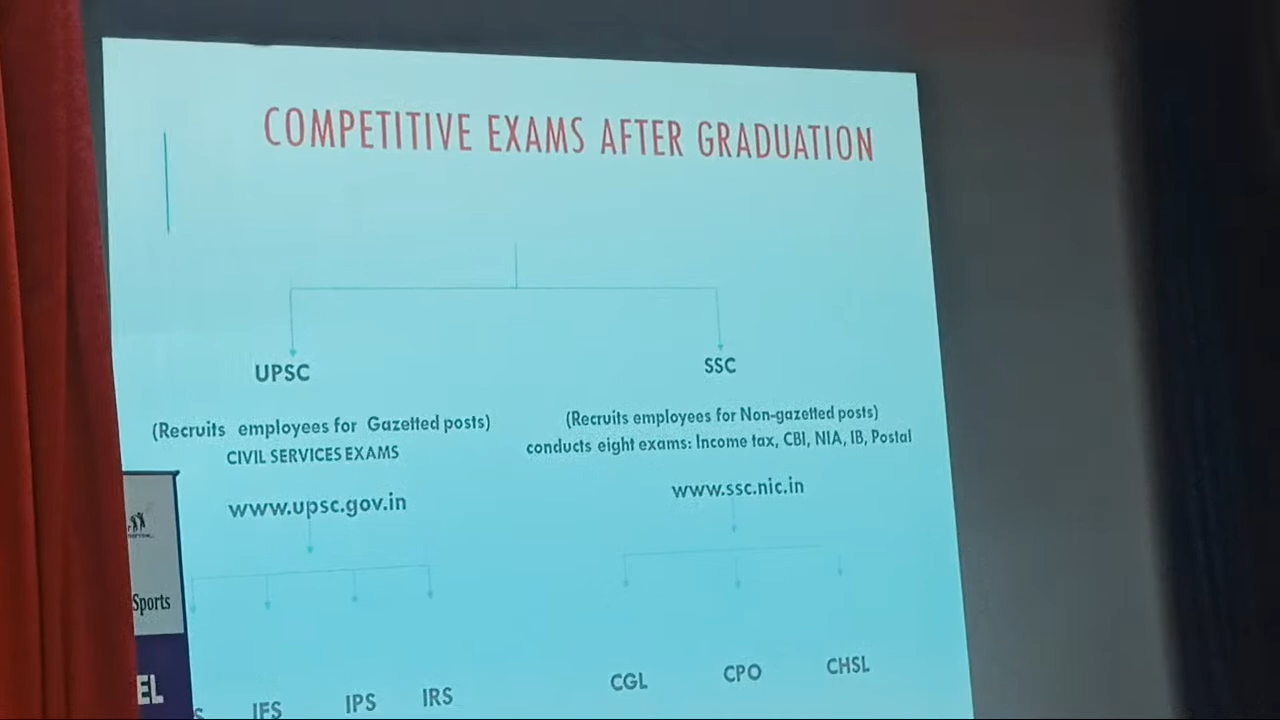 COMPETITIVE EXAMS AFTER GRADUATION
UPSC
(Recruits employees for Gazetted posts)
CIVIL SERVICES EXAMS
www.upsc.gov.in
SSC
(Recruits employees for Non-gazetted posts)
conducts eight exams: Income tax, CBI, NIA, IB, Postal
www.ssc.nic.in
S IFS IPS IRS
CGL CPO CHSL
Sports
EL